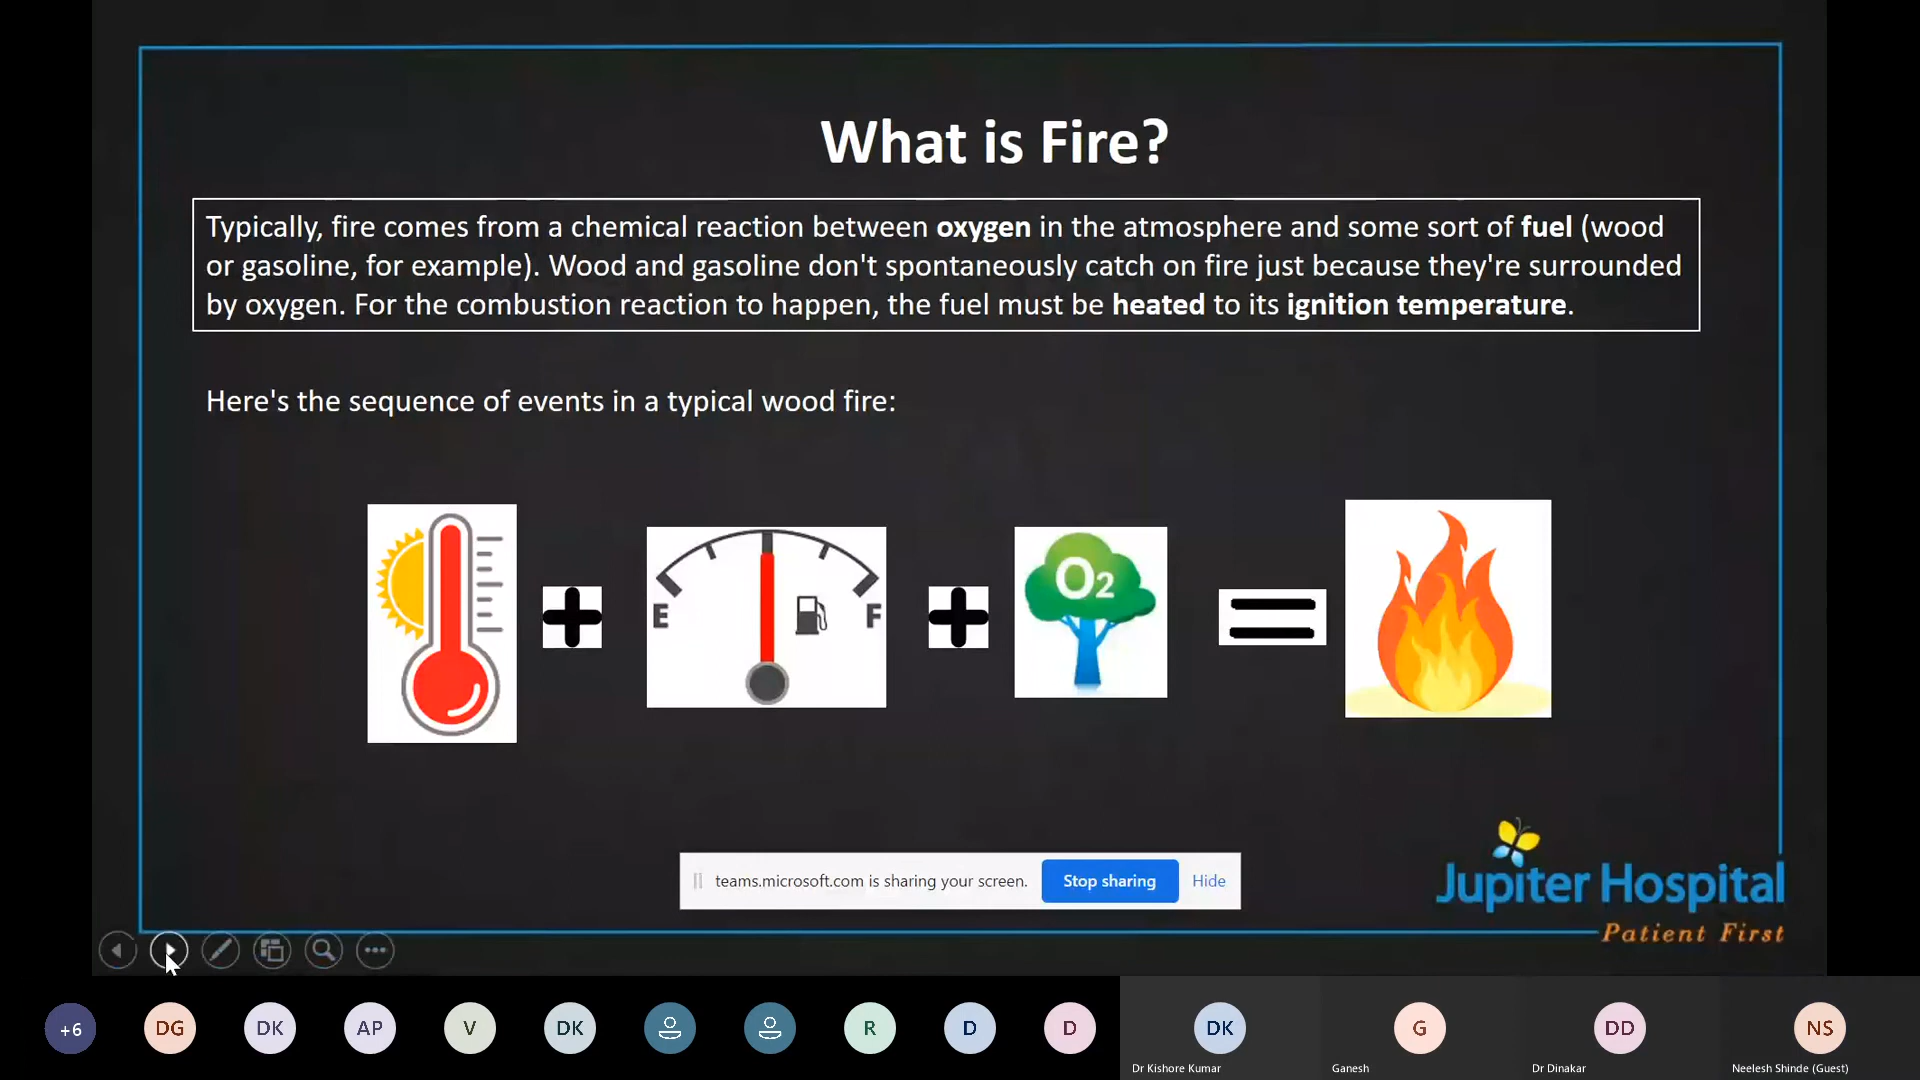 What is Fire?
Typically, fire comes from a chemical reaction between oxygen in the atmosphere and some sort of fuel (wood
or gasoline, for example). Wood and gasoline don't spontaneously catch on fire just because they're surrounded
by oxygen. For the combustion reaction to happen, the fuel must be heated to its ignition temperature.
Here's the sequence of events in a typical wood fire:
E F
O2
teams.microsoft.com is sharing your screen. Stop sharing Hide
Jupiter Hospital
Patient First
+6 DG DK AP V DK R D D DK G DD NS
Dr Kishore Kumar Ganesh Dr Dinakar Neelesh Shinde (Guest)